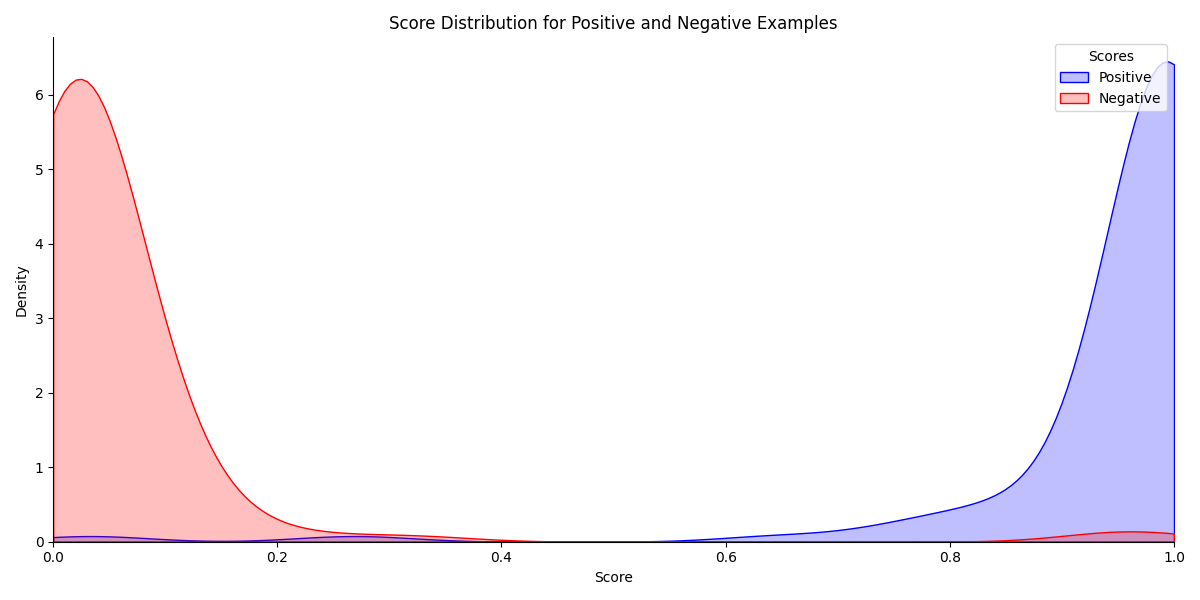 Score Distribution for Positive and Negative Examples
Scores
Positive
Negative
Density
6
5
4
3
2
1
0
0.0 0.2 0.4 0.6 0.8 1.0
Score